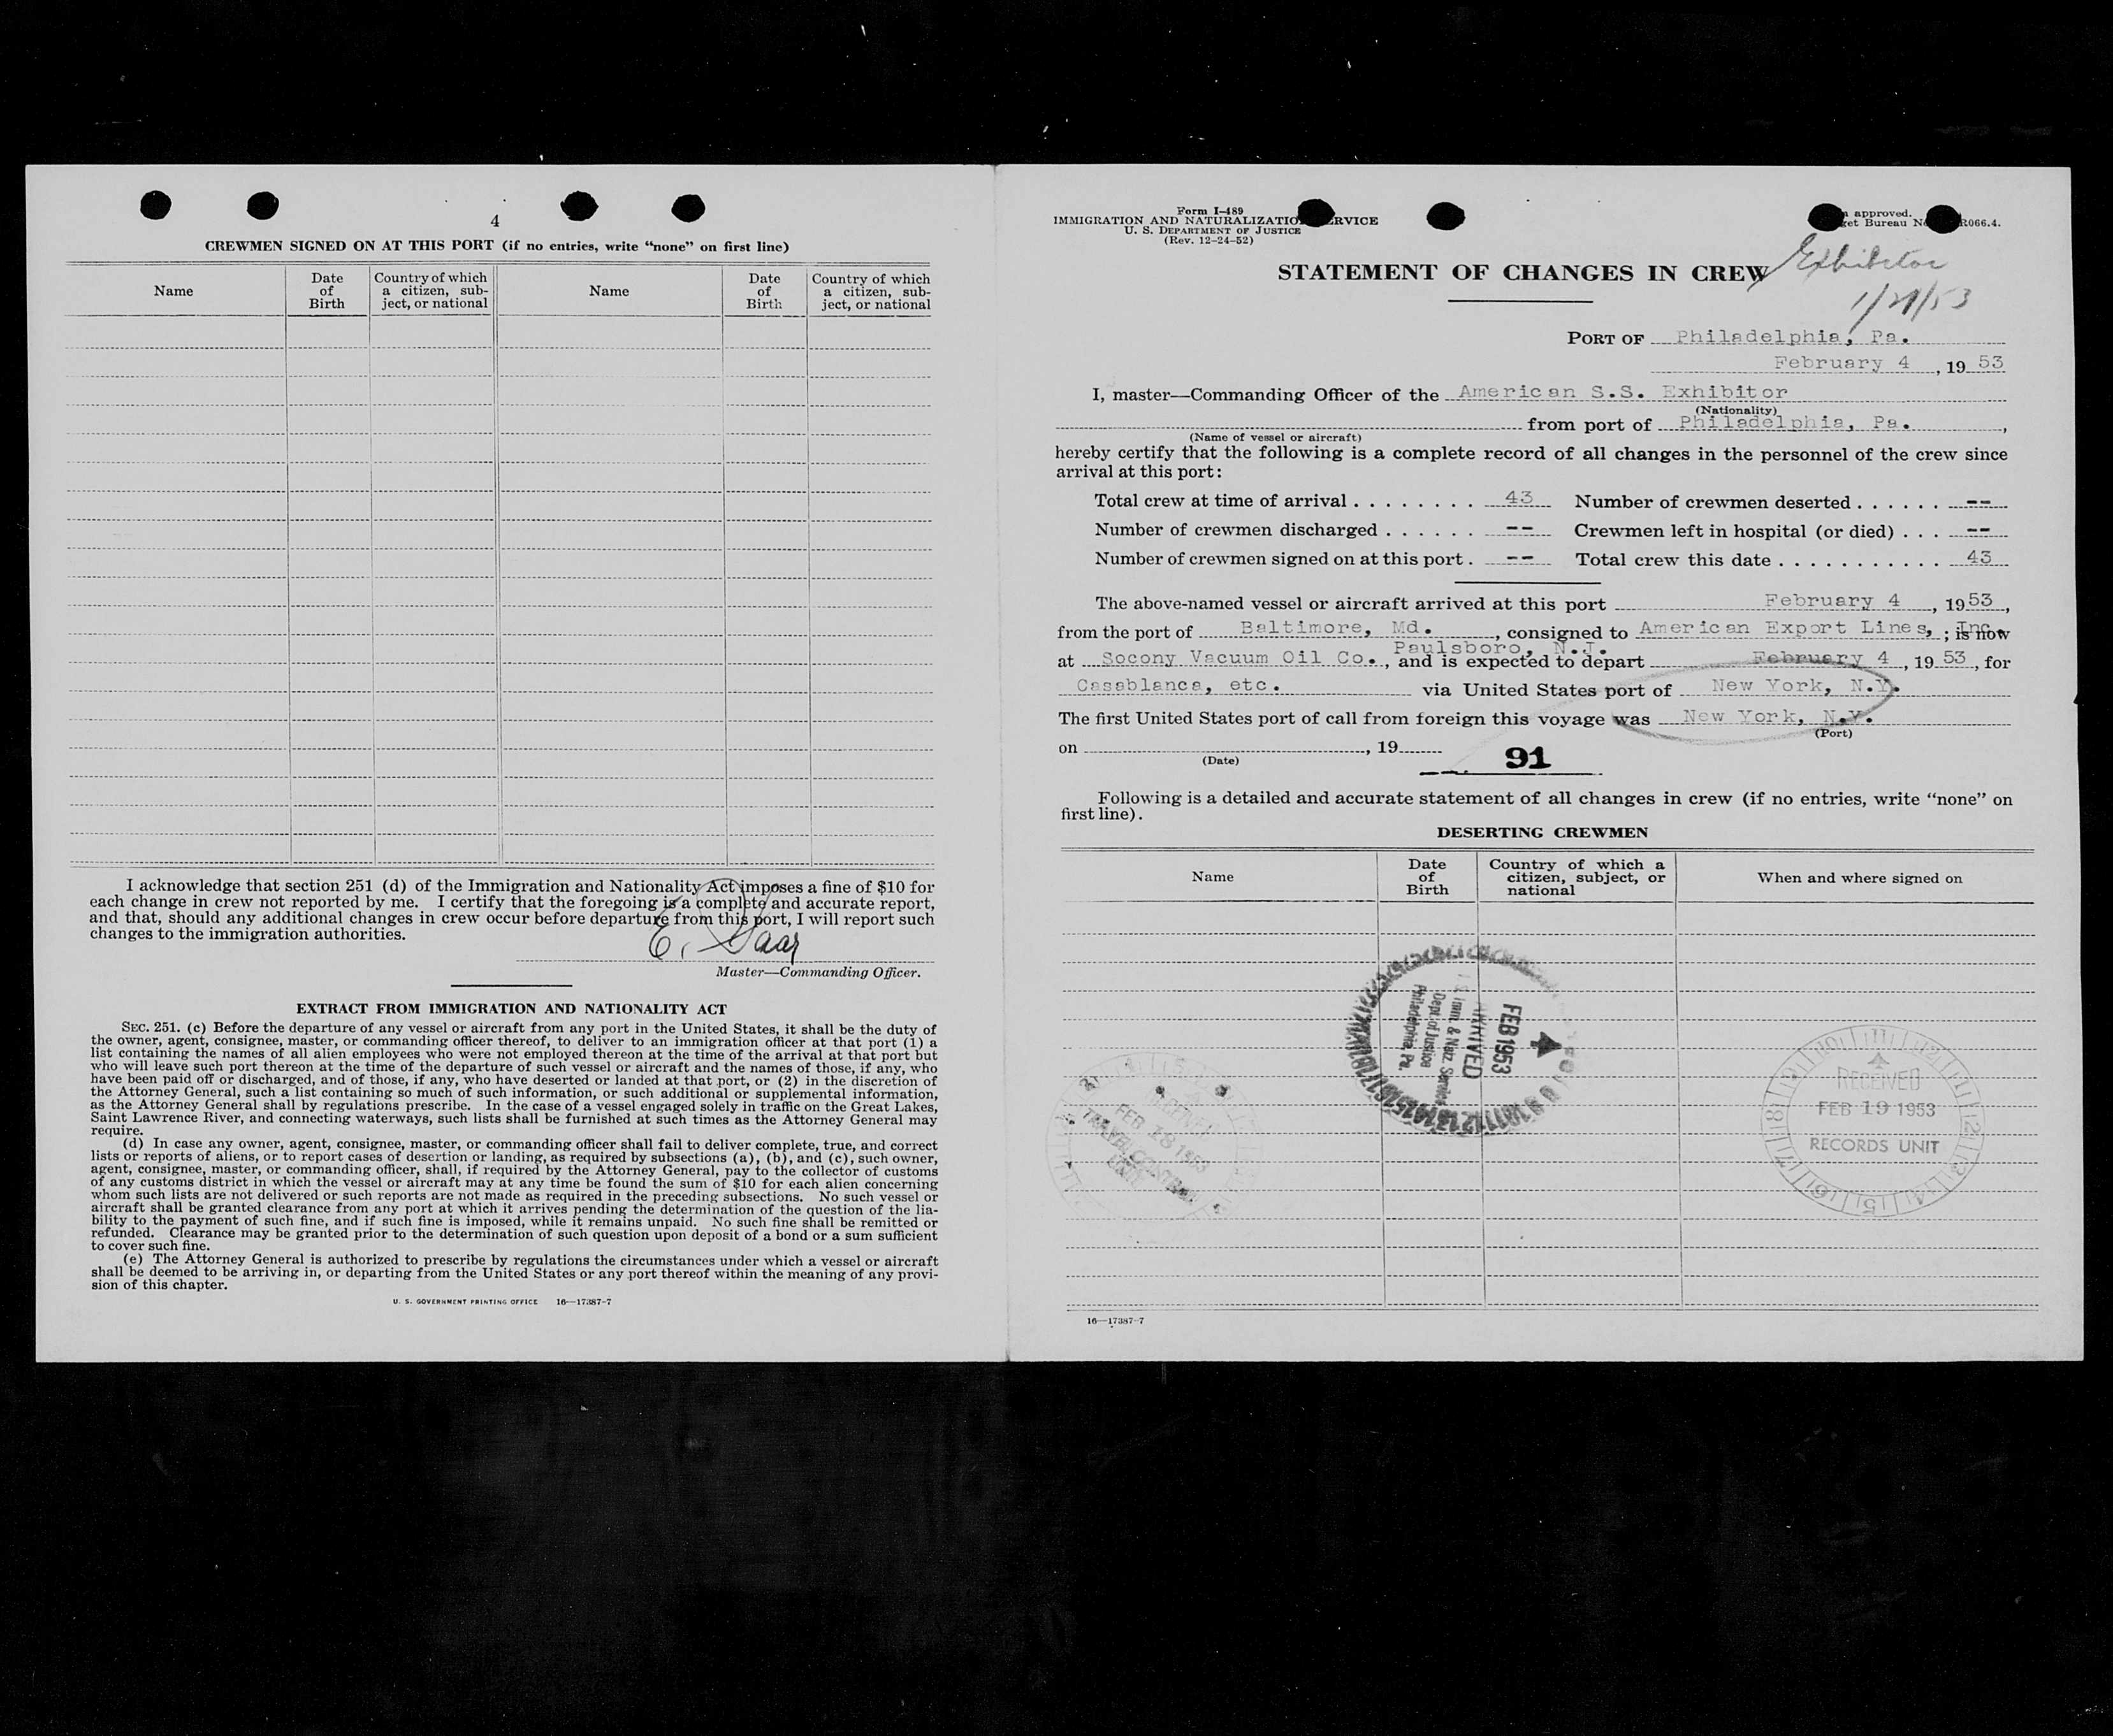 4
CREWMEN SIGNED ON AT THIS PORT (if no entries, write “none” on first line)
Name
Date of Birth
Country of which a citizen, sub-ject, or national
Name
Date of Birth
Country of which a citizen, sub-ject, or national
I acknowledge that section 251 (d) of the Immigration and Nationality Act imposes a fine of $10 for
each change in crew not reported by me. I certify that the foregoing is a complete and accurate report,
and that, should any additional changes in crew occur before departure from this port, I will report such
changes to the immigration authorities.
E. Saar
Master—Commanding Officer.
EXTRACT FROM IMMIGRATION AND NATIONALITY ACT
SEC. 251. (c) Before the departure of any vessel or aircraft from any port in the United States, it shall be the duty of
the owner, agent, consignee, master, or commanding officer thereof, to deliver to an immigration officer at that port (1) a
list containing the names of all alien employees who were not employed thereon at the time of the arrival at that port but
who will leave such port thereon at the time of the departure of such vessel or aircraft and the names of those, if any, who
have been paid off or discharged, and of those, if any, who have deserted or landed at that port, or (2) in the discretion of
the Attorney General, such a list containing so much of such information, or such additional or supplemental information,
as the Attorney General shall by regulations prescribe. In the case of a vessel engaged solely in traffic on the Great Lakes,
Saint Lawrence River, and connecting waterways, such lists shall be furnished at such times as the Attorney General may
require.
(d) In case any owner, agent, consignee, master, or commanding officer shall fail to deliver complete, true, and correct
lists or reports of aliens, or to report cases of desertion or landing, as required by subsections (a), (b), and (c), such owner,
agent, consignee, master, or commanding officer, shall, if required by the Attorney General, pay to the collector of customs
of any customs district in which the vessel or aircraft may at any time be found the sum of $10 for each alien concerning
whom such lists are not delivered or such reports are not made as required in the preceding subsections. No such vessel or
aircraft shall be granted clearance from any port at which it arrives pending the determination of the question of the lia-
bility to the payment of such fine, and if such fine is imposed, while it remains unpaid. No such fine shall be remitted or
refunded. Clearance may be granted prior to the determination of such question upon deposit of a bond or a sum sufficient
to cover such fine.
(e) The Attorney General is authorized to prescribe by regulations the circumstances under which a vessel or aircraft
shall be deemed to be arriving in, or departing from the United States or any port thereof within the meaning of any provi-
sion of this chapter.
U. S. GOVERNMENT PRINTING OFFICE 16—17387-7
Form I-489
IMMIGRATION AND NATURALIZATIO RVICE
U. S. DEPARTMENT OF JUSTICE
(Rev. 12-24-52)
approved.
et Bureau N R066.4.
STATEMENT OF CHANGES IN CREW
Exhibitor
1/21/53
PORT OF Philadelphia, Pa.
February 4, 19 53
I, master—Commanding Officer of the American S.S. Exhibitor
(Nationality)
from port of Philadelphia, Pa.,
(Name of vessel or aircraft)
hereby certify that the following is a complete record of all changes in the personnel of the crew since
arrival at this port:
Total crew at time of arrival . . . . . . . . 43 Number of crewmen deserted . . . . . . --
Number of crewmen discharged . . . . . . -- Crewmen left in hospital (or died) . . . --
Number of crewmen signed on at this port . -- Total crew this date . . . . . . . . . . . 43
The above-named vessel or aircraft arrived at this port February 4, 1953,
from the port of Baltimore, Md., consigned to American Export Lines, Inc.; is now
at Socony Vacuum Oil Co., Paulsboro, N.J. and is expected to depart February 4, 19 53, for
Casablanca, etc. via United States port of New York, N.Y.
The first United States port of call from foreign this voyage was New York, N.Y.
(Port)
on , 19
(Date)
91
Following is a detailed and accurate statement of all changes in crew (if no entries, write “none” on
first line).
DESERTING CREWMEN
Name
Date of Birth
Country of which a citizen, subject, or national
When and where signed on
FEB 1953
ARRIVED
Imm. & Natz. Service
Dept. of Justice
Philadelphia, Pa.
FEB 18 1953
RECEIVED
FEB 19 1953
RECORDS UNIT
16—17387-7